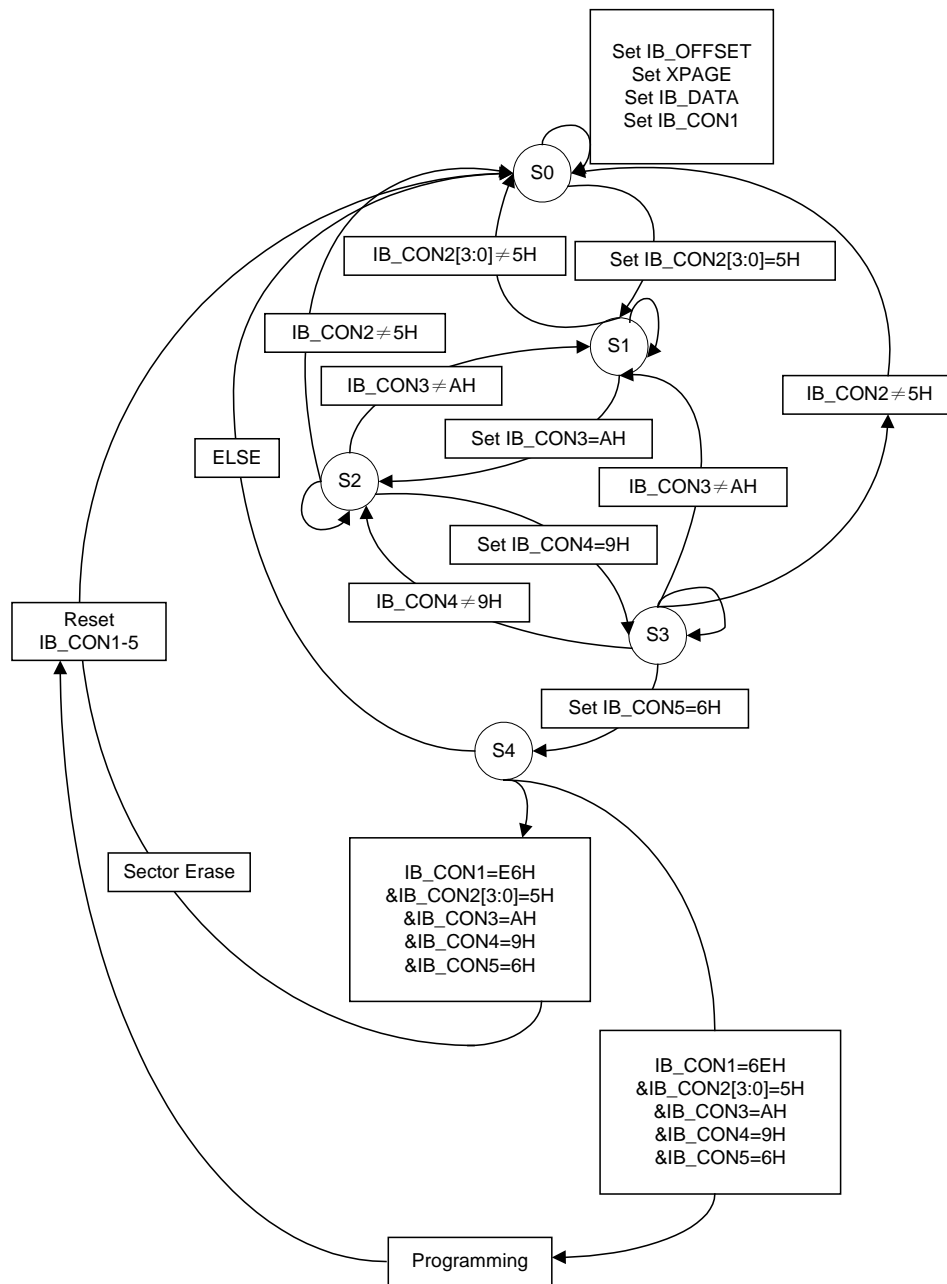 Set IB_OFFSET
Set XPAGE
Set IB_DATA
Set IB_CON1
S0
IB_CON2[3:0]≠5H
Set IB_CON2[3:0]=5H
IB_CON2≠5H
S1
IB_CON3≠AH
IB_CON2≠5H
Set IB_CON3=AH
ELSE
S2
IB_CON3≠AH
Set IB_CON4=9H
IB_CON4≠9H
Reset
IB_CON1-5
S3
Set IB_CON5=6H
S4
Sector Erase
IB_CON1=E6H
&IB_CON2[3:0]=5H
&IB_CON3=AH
&IB_CON4=9H
&IB_CON5=6H
IB_CON1=6EH
&IB_CON2[3:0]=5H
&IB_CON3=AH
&IB_CON4=9H
&IB_CON5=6H
Programming